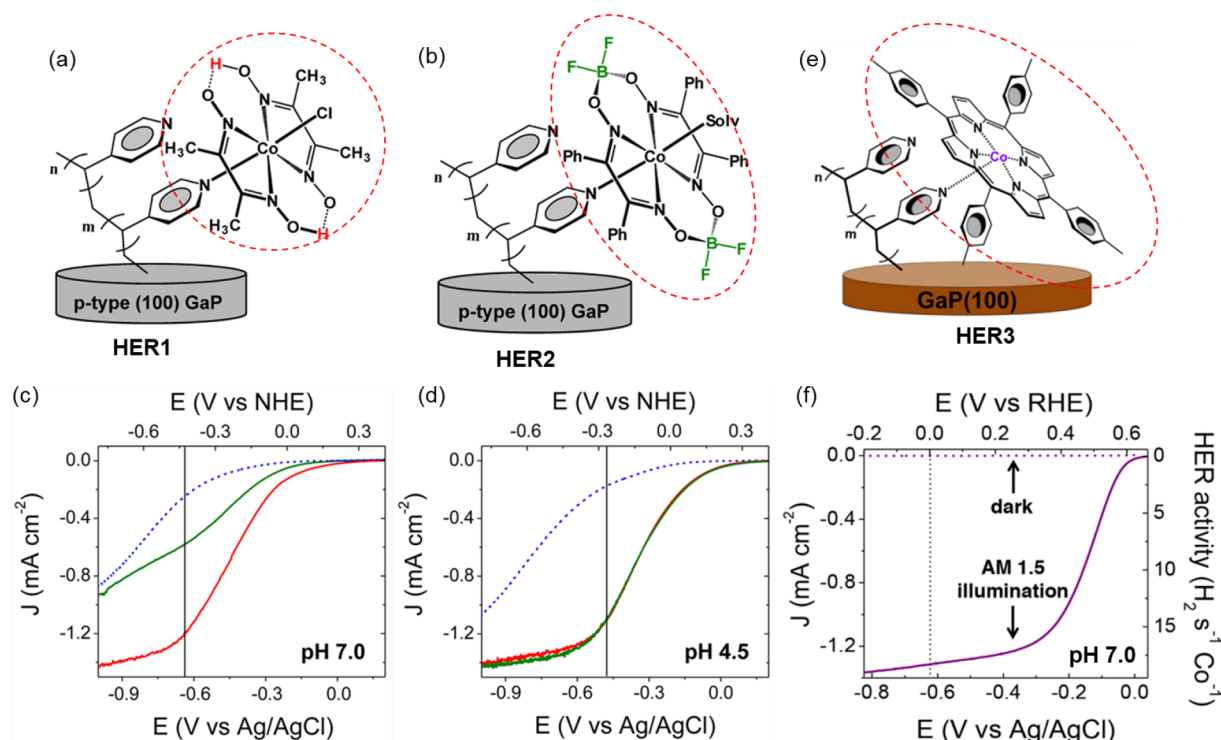 (a)
H
O
H
O
N
CH3
Cl
N
N
H3C
Co
CH3
n
N
N
O
m
CH3
N
O
H
p-type (100) GaP
HER1
(b)
F
F
B
O
O
N
Ph
N
N
Solv
Ph
Co
Ph
n
N
N
O
m
Ph
N
O
B
F
F
p-type (100) GaP
HER2
(e)
N
N
N
Co
N
N
n
N
m
GaP(100)
HER3
(c)
E (V vs NHE)
-0.6 -0.3 0.0 0.3
J (mA cm-2)
0.0
-0.4
-0.8
-1.2
pH 7.0
-0.9 -0.6 -0.3 0.0
E (V vs Ag/AgCl)
(d)
E (V vs NHE)
-0.6 -0.3 0.0 0.3
J (mA cm-2)
0.0
-0.4
-0.8
-1.2
pH 4.5
-0.9 -0.6 -0.3 0.0
E (V vs Ag/AgCl)
(f)
E (V vs RHE)
-0.2 0.0 0.2 0.4 0.6
J (mA cm-2)
0.0
-0.4
-0.8
-1.2
dark
AM 1.5
illumination
pH 7.0
0
5
10
15
HER activity (H2 s-1 Co-1)
-0.8 -0.6 -0.4 -0.2 0.0
E (V vs Ag/AgCl)